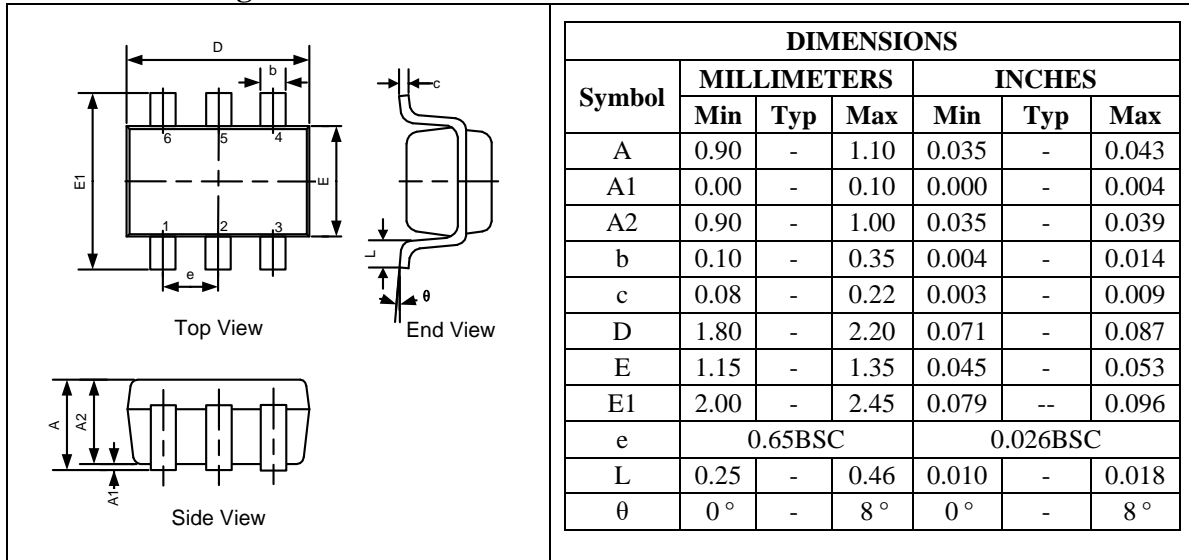 D
b
c
6 5 4
E1
E
1 2 3
L
e
θ
Top View
End View
A
A2
A1
Side View
DIMENSIONS
Symbol MILLIMETERS INCHES
Min Typ Max Min Typ Max
A 0.90 - 1.10 0.035 - 0.043
A1 0.00 - 0.10 0.000 - 0.004
A2 0.90 - 1.00 0.035 - 0.039
b 0.10 - 0.35 0.004 - 0.014
c 0.08 - 0.22 0.003 - 0.009
D 1.80 - 2.20 0.071 - 0.087
E 1.15 - 1.35 0.045 - 0.053
E1 2.00 - 2.45 0.079 -- 0.096
e 0.65BSC 0.026BSC
L 0.25 - 0.46 0.010 - 0.018
θ 0 ° - 8 ° 0 ° - 8 °